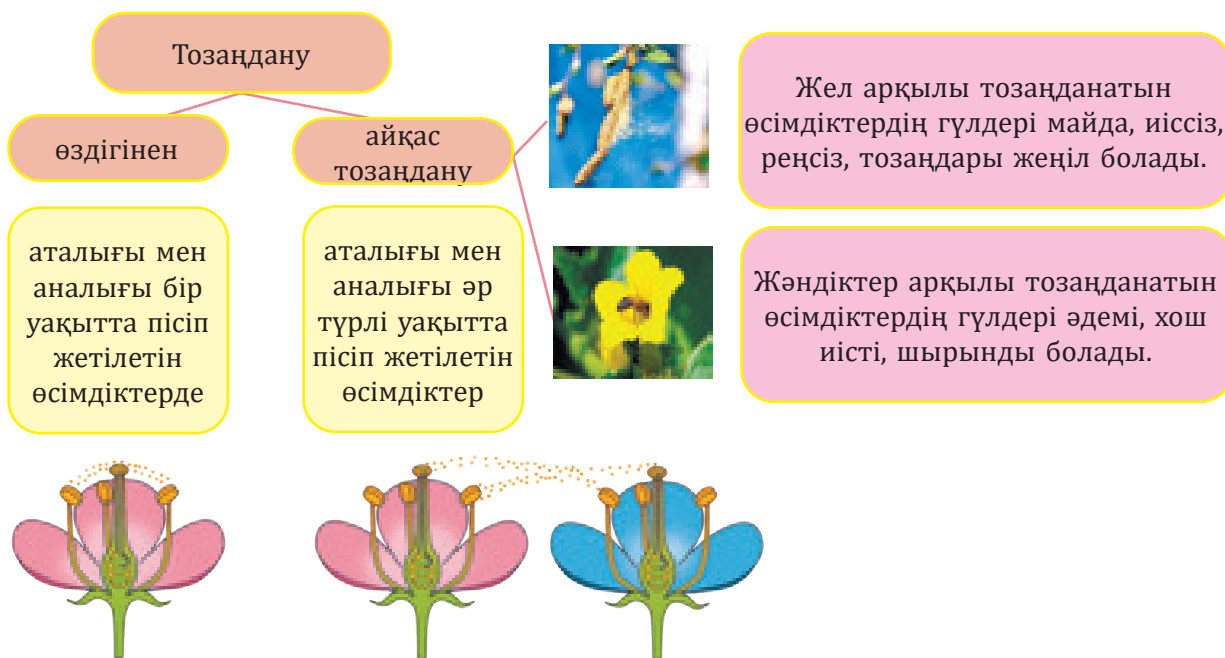 Тозаңдану
өздігінен
айқас
тозаңдану
Жел арқылы тозаңданатын
өсімдіктердің гүлдері майда, иіссіз,
реңсіз, тозаңдары жеңіл болады.
аталығы мен
аналығы бір
уақытта пісіп
жетілетін
өсімдіктерде
аталығы мен
аналығы әр
түрлі уақытта
пісіп жетілетін
өсімдіктер
Жәндіктер арқылы тозаңданатын
өсімдіктердің гүлдері әдемі, хош
иісті, шырынды болады.